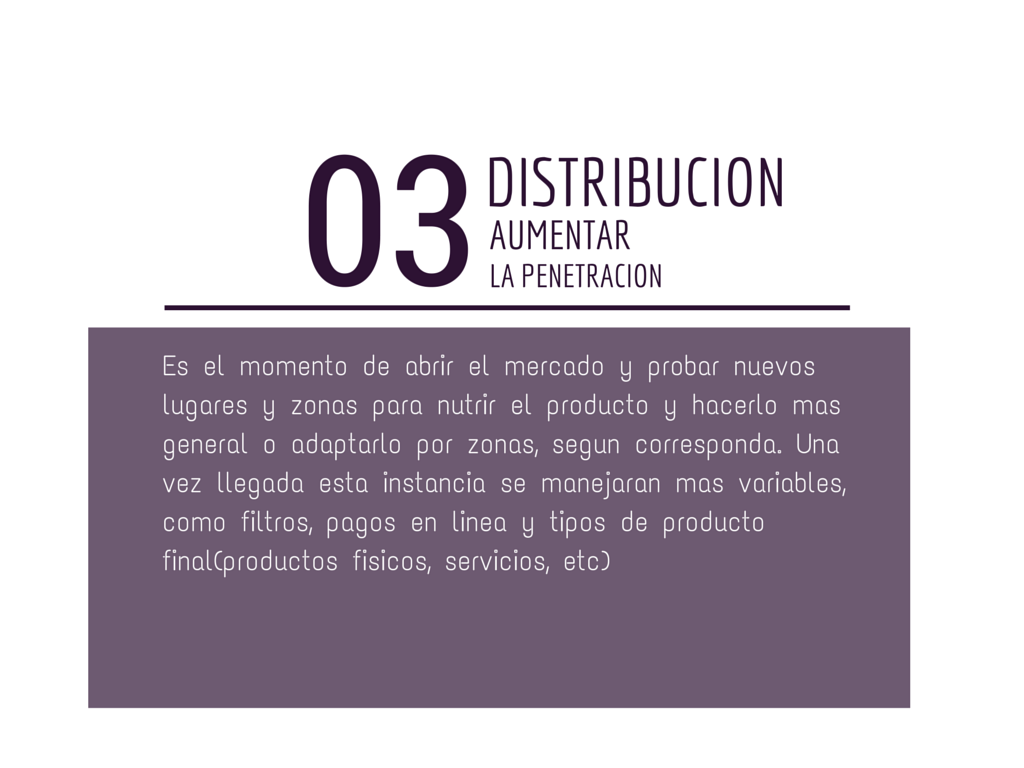 03 DISTRIBUCION
AUMENTAR
LA PENETRACION
Es el momento de abrir el mercado y probar nuevos
lugares y zonas para nutrir el producto y hacerlo mas
general o adaptarlo por zonas, segun corresponda. Una
vez llegada esta instancia se manejaran mas variables,
como filtros, pagos en linea y tipos de producto
final(productos fisicos, servicios, etc)